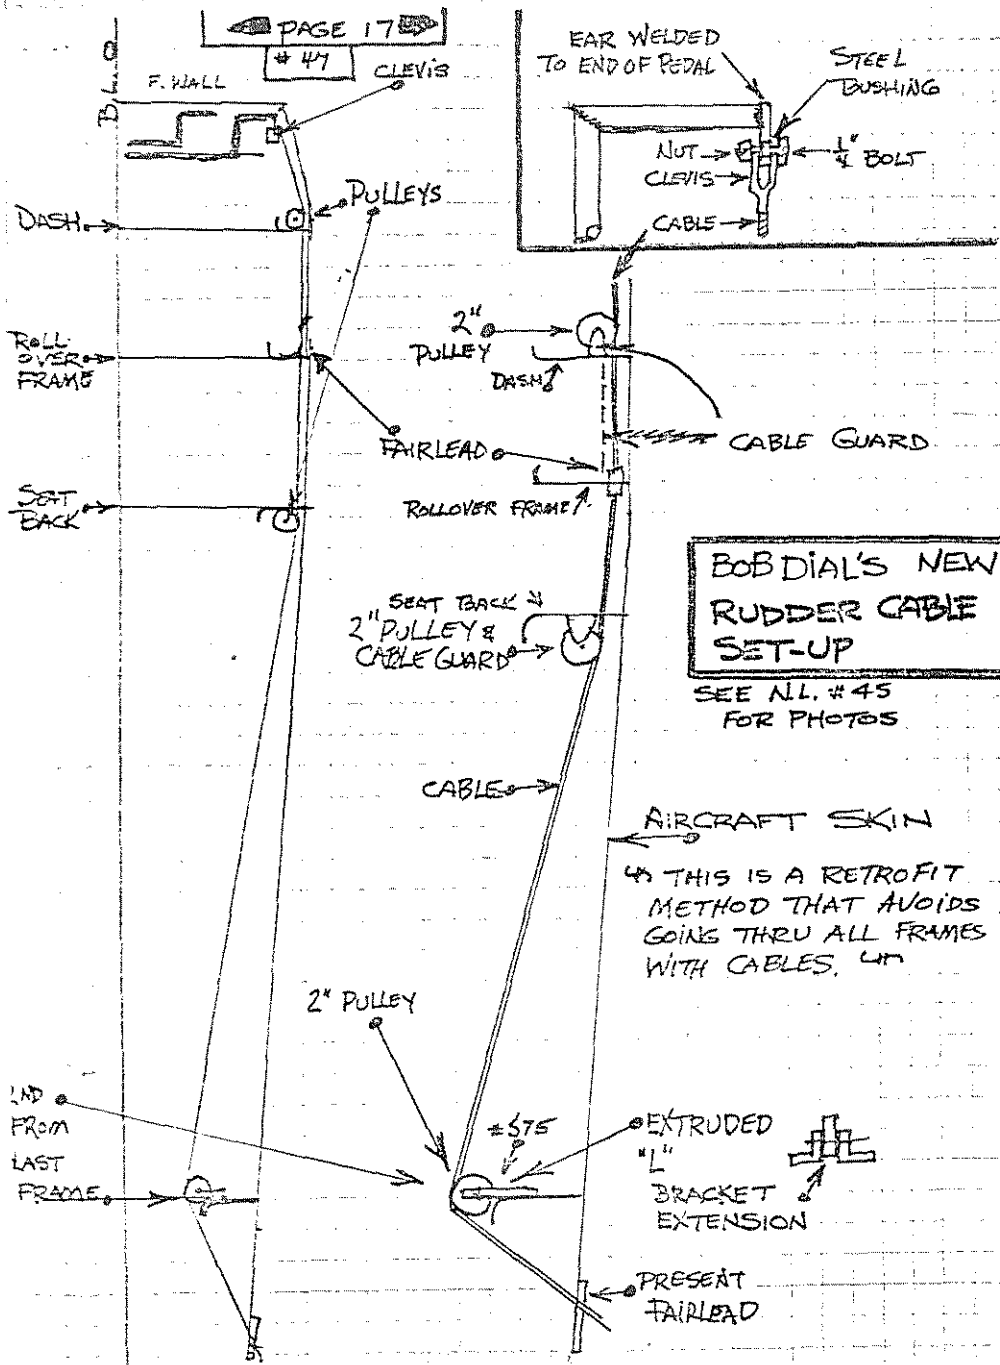 PAGE 17
# 47
F. WALL
CLEVIS
B L O
DASH
PULLEYS
ROLL
OVER
FRAME
SEAT
BACK
EAR WELDED
TO END OF PEDAL
STEEL
BUSHING
NUT
CLEVIS
1/4" BOLT
CABLE
2"
PULLEY
DASH
CABLE GUARD
FAIRLEAD
ROLLOVER FRAME
SEAT BACK
2" PULLEY &
CABLE GUARD
BOB DIAL'S NEW
RUDDER CABLE
SET-UP
SEE N.L. #45
FOR PHOTOS
CABLE
AIRCRAFT SKIN
THIS IS A RETROFIT
METHOD THAT AVOIDS
GOING THRU ALL FRAMES
WITH CABLES.
2" PULLEY
2ND
FROM
LAST
FRAME
EXTRUDED
"L"
BRACKET
EXTENSION
PRESENT
FAIRLEAD